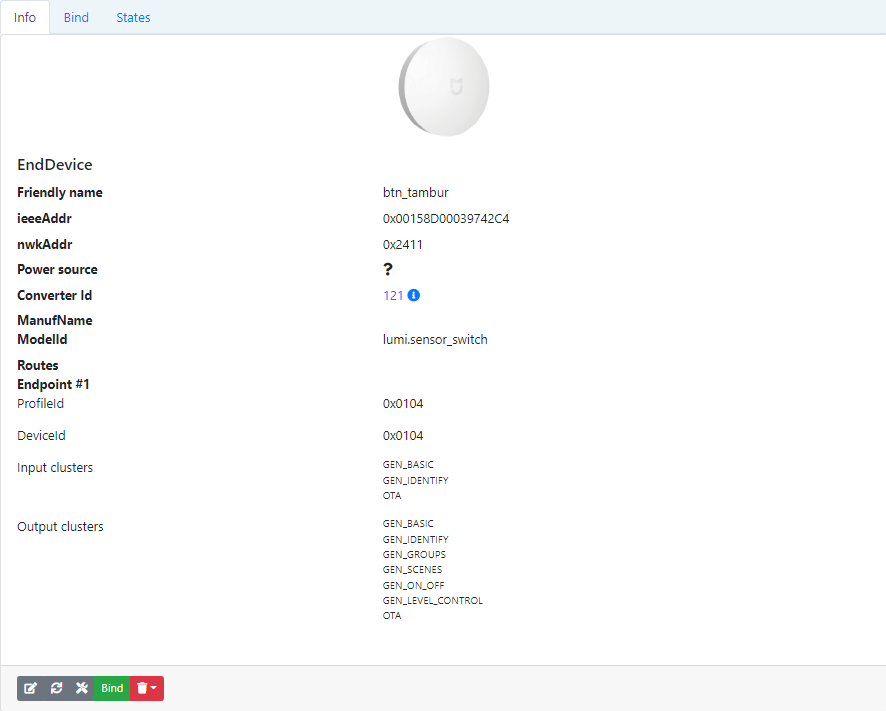 Info Bind States
EndDevice
Friendly name btn_tambur
ieeeAddr 0x00158D00039742C4
nwkAddr 0x2411
Power source ?
Converter Id 121
ManufName
ModelId lumi.sensor_switch
Routes
Endpoint #1
ProfileId 0x0104
DeviceId 0x0104
Input clusters GEN_BASIC
GEN_IDENTIFY
OTA
Output clusters GEN_BASIC
GEN_IDENTIFY
GEN_GROUPS
GEN_SCENES
GEN_ON_OFF
GEN_LEVEL_CONTROL
OTA
Bind